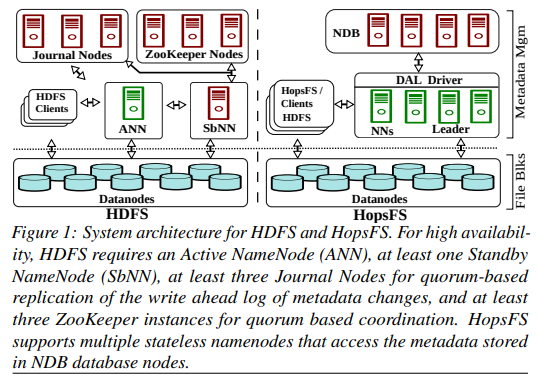 Journal Nodes
ZooKeeper Nodes
HDFS
Clients
ANN
SbNN
Datanodes
HDFS
NDB
DAL Driver
HopsFS /
Clients
HDFS
NNs
Leader
Datanodes
HopsFS
Metadata Mgm
File Blks
Figure 1: System architecture for HDFS and HopsFS. For high availabil-
ity, HDFS requires an Active NameNode (ANN), at least one Standby
NameNode (SbNN), at least three Journal Nodes for quorum-based
replication of the write ahead log of metadata changes, and at least
three ZooKeeper instances for quorum based coordination. HopsFS
supports multiple stateless namenodes that access the metadata stored
in NDB database nodes.